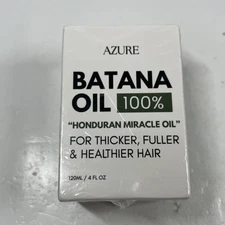 AZURE
BATANA
OIL 100%
“HONDURAN MIRACLE OIL”
FOR THICKER, FULLER
& HEALTHIER HAIR
120ML / 4 FL OZ